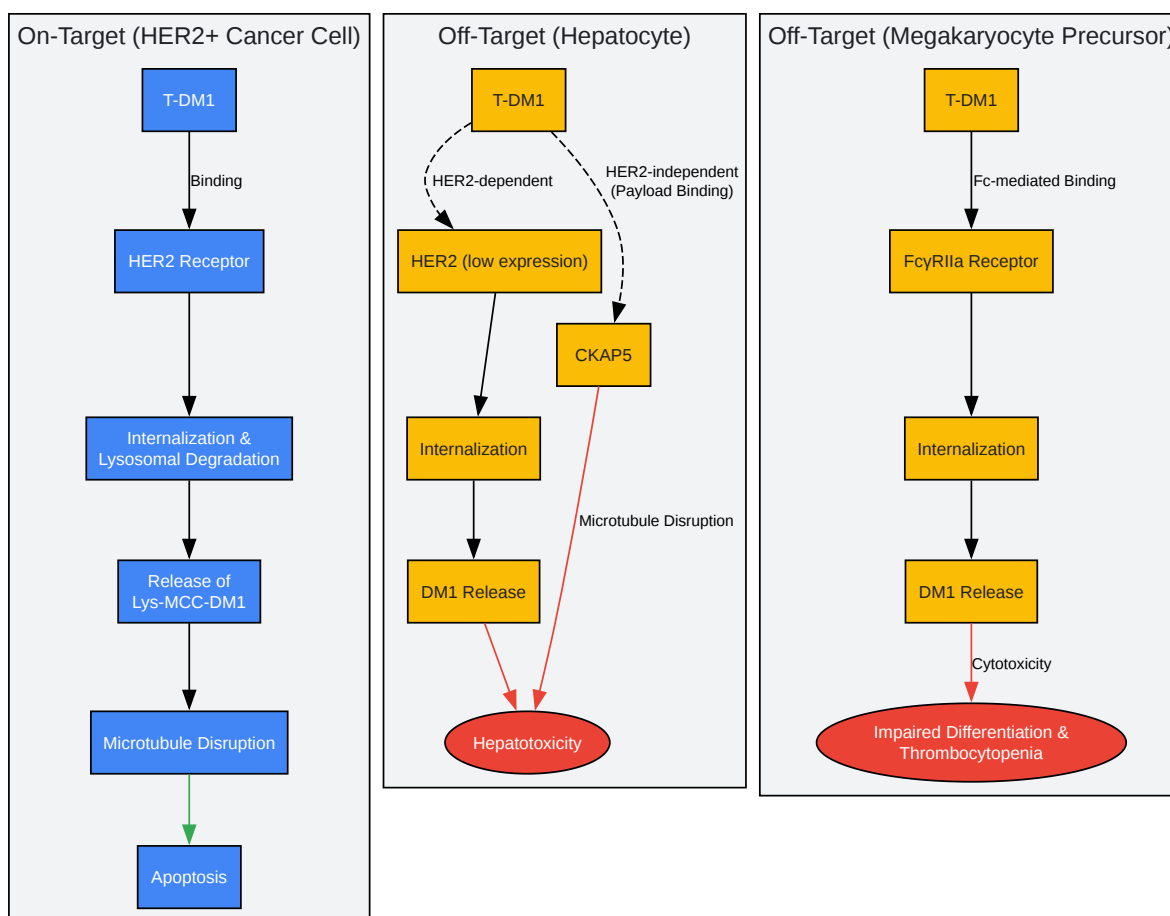 On-Target (HER2+ Cancer Cell)
T-DM1
Binding
HER2 Receptor
Internalization &
Lysosomal Degradation
Release of
Lys-MCC-DM1
Microtubule Disruption
Apoptosis
Off-Target (Hepatocyte)
T-DM1
HER2-dependent
HER2-independent
(Payload Binding)
HER2 (low expression)
CKAP5
Internalization
Microtubule Disruption
DM1 Release
Hepatotoxicity
Off-Target (Megakaryocyte Precursor)
T-DM1
Fc-mediated Binding
FcγRIIa Receptor
Internalization
DM1 Release
Cytotoxicity
Impaired Differentiation &
Thrombocytopenia